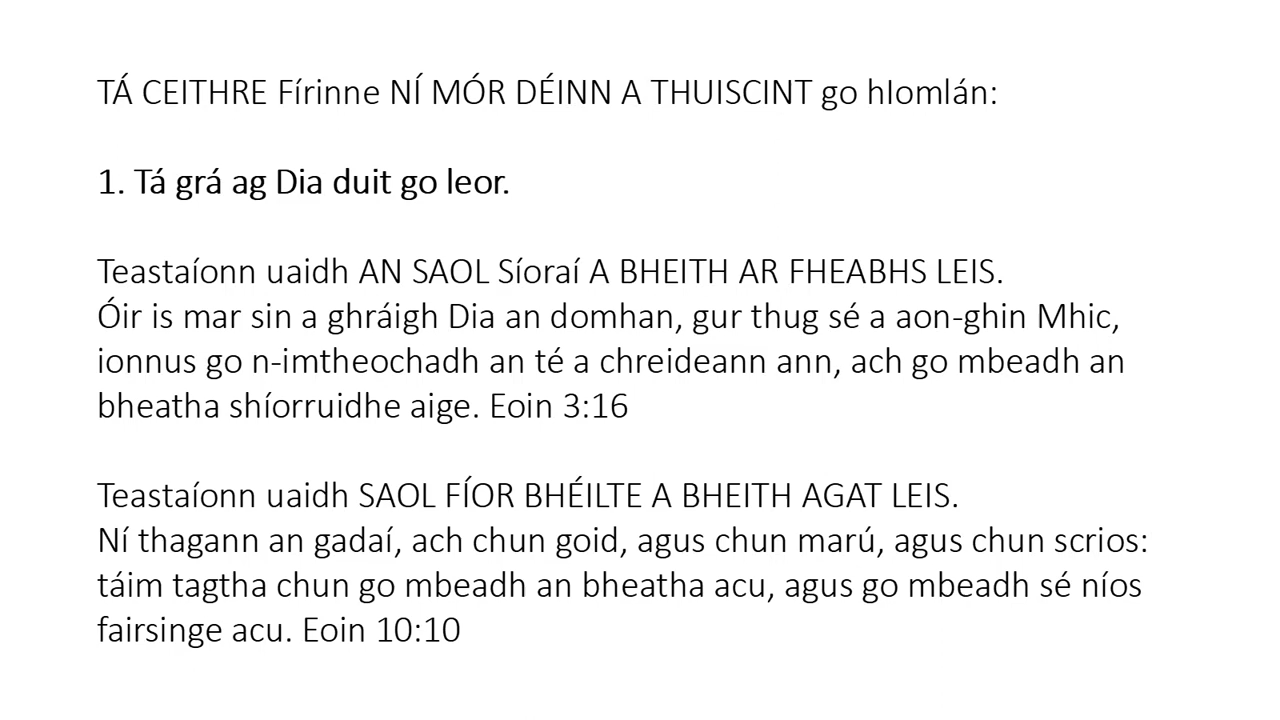 TÁ CEITHRE Fírinne NÍ MÓR DÉINN A THUISCINT go hIomlán:
1. Tá grá ag Dia duit go leor.
Teastaíonn uaidh AN SAOL Síoraí A BHEITH AR FHEABHS LEIS.
Óir is mar sin a ghráigh Dia an domhan, gur thug sé a aon-ghin Mhic,
ionnus go n-imtheochadh an té a chreideann ann, ach go mbeadh an
bheatha shíorruidhe aige. Eoin 3:16
Teastaíonn uaidh SAOL FÍOR BHÉILTE A BHEITH AGAT LEIS.
Ní thagann an gadaí, ach chun goid, agus chun marú, agus chun scrios:
táim tagtha chun go mbeadh an bheatha acu, agus go mbeadh sé níos
fairsinge acu. Eoin 10:10